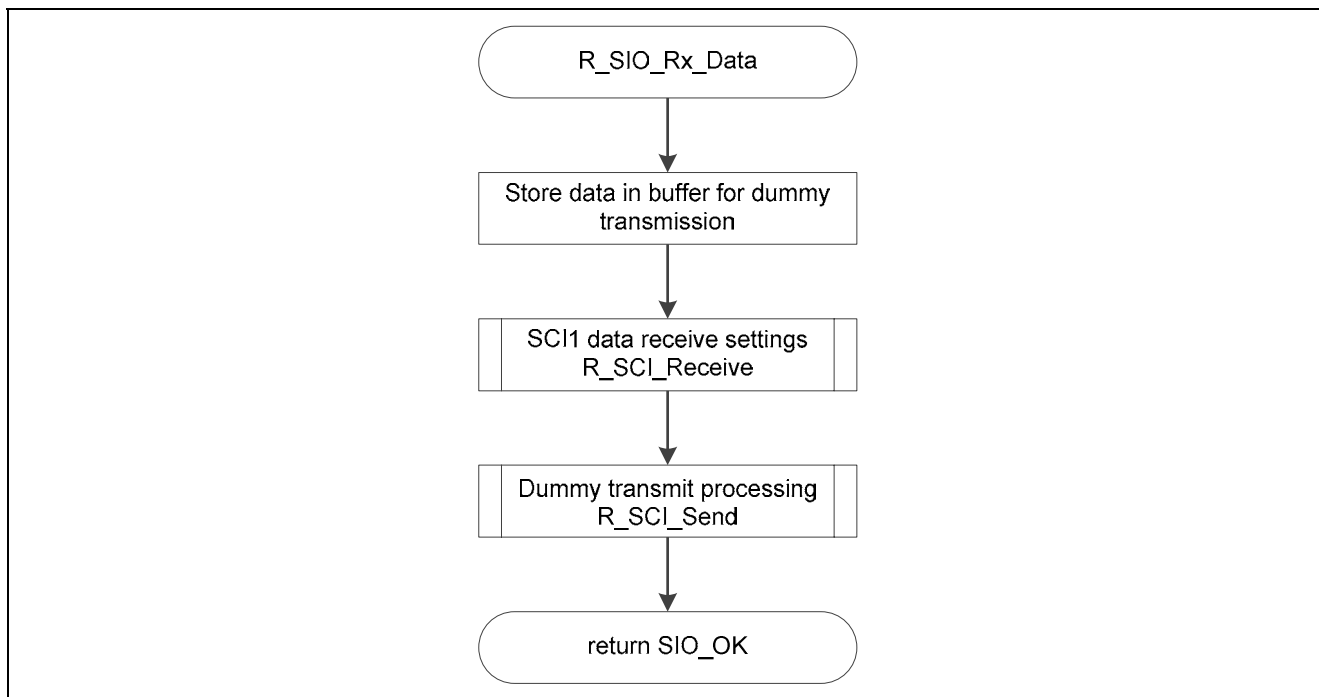 R_SIO_Rx_Data
Store data in buffer for dummy
transmission
SCI1 data receive settings
R_SCI_Receive
Dummy transmit processing
R_SCI_Send
return SIO_OK